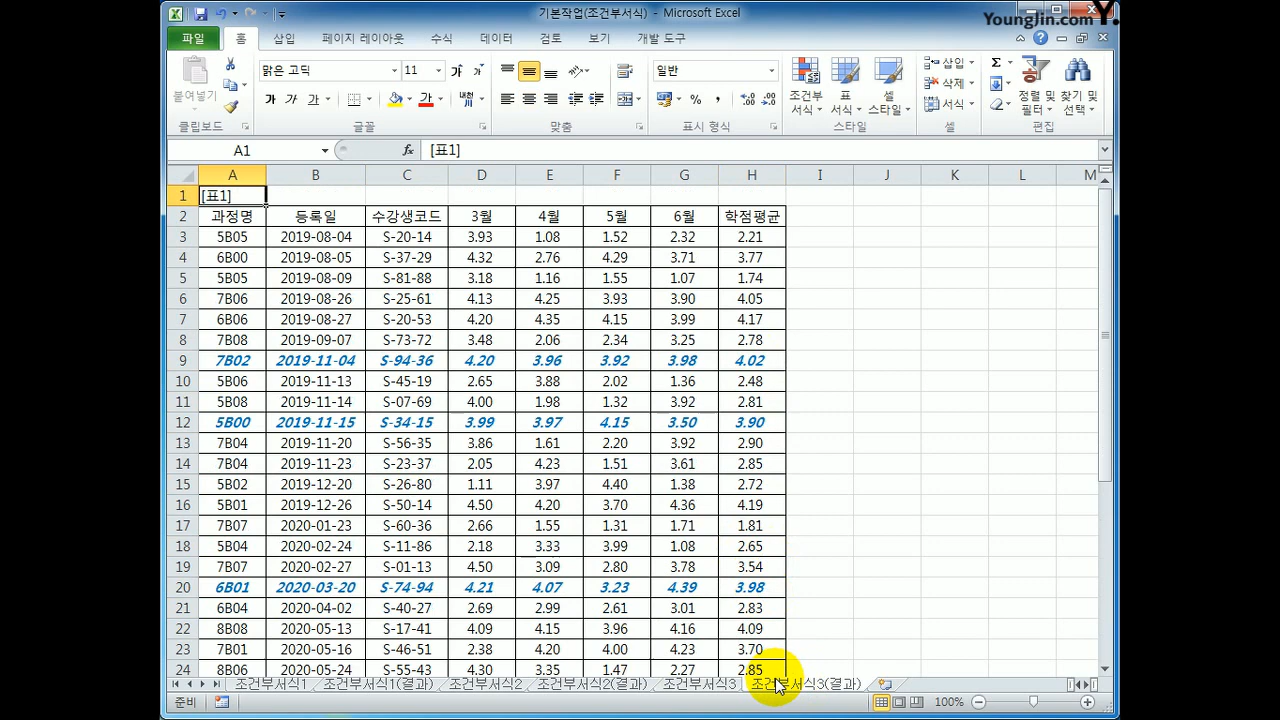 기본작업(조건부서식) - Microsoft Excel
YoungJin.com Y.
파일 홈 삽입 페이지 레이아웃 수식 데이터 검토 보기 개발 도구
붙여넣기 맑은 고딕 11 가 가 가 가 가 가 내천 일반 % , 조건부 서식 표 서식 셀 스타일 삽입 삭제 서식 Σ 정렬 및 필터 찾기 및 선택
클립보드 글꼴 맞춤 표시 형식 스타일 셀 편집
A1 fx [표1]
A B C D E F G H I J K L M
1 [표1]
2 과정명 등록일 수강생코드 3월 4월 5월 6월 학점평균
3 5B05 2019-08-04 S-20-14 3.93 1.08 1.52 2.32 2.21
4 6B00 2019-08-05 S-37-29 4.32 2.76 4.29 3.71 3.77
5 5B05 2019-08-09 S-81-88 3.18 1.16 1.55 1.07 1.74
6 7B06 2019-08-26 S-25-61 4.13 4.25 3.93 3.90 4.05
7 6B06 2019-08-27 S-20-53 4.20 4.35 4.15 3.99 4.17
8 7B08 2019-09-07 S-73-72 3.48 2.06 2.34 3.25 2.78
9 7B02 2019-11-04 S-94-36 4.20 3.96 3.92 3.98 4.02
10 5B06 2019-11-13 S-45-19 2.65 3.88 2.02 1.36 2.48
11 5B08 2019-11-14 S-07-69 4.00 1.98 1.32 3.92 2.81
12 5B00 2019-11-15 S-34-15 3.99 3.97 4.15 3.50 3.90
13 7B04 2019-11-20 S-56-35 3.86 1.61 2.20 3.92 2.90
14 7B04 2019-11-23 S-23-37 2.05 4.23 1.51 3.61 2.85
15 5B02 2019-12-20 S-26-80 1.11 3.97 4.40 1.38 2.72
16 5B01 2019-12-26 S-50-14 4.50 4.20 3.70 4.36 4.19
17 7B07 2020-01-23 S-60-36 2.66 1.55 1.31 1.71 1.81
18 5B04 2020-02-24 S-11-86 2.18 3.33 3.99 1.08 2.65
19 7B07 2020-02-27 S-01-13 4.50 3.09 2.80 3.78 3.54
20 6B01 2020-03-20 S-74-94 4.21 4.07 3.23 4.39 3.98
21 6B04 2020-04-02 S-40-27 2.69 2.99 2.61 3.01 2.83
22 8B08 2020-05-13 S-17-41 4.09 4.15 3.96 4.16 4.09
23 7B01 2020-05-16 S-46-51 2.38 4.20 4.00 4.23 3.70
24 8B06 2020-05-24 S-55-43 4.30 3.35 1.47 2.27 2.85
조건부서식1 조건부서식1(결과) 조건부서식2 조건부서식2(결과) 조건부서식3 조건부서식3(결과)
준비 100%